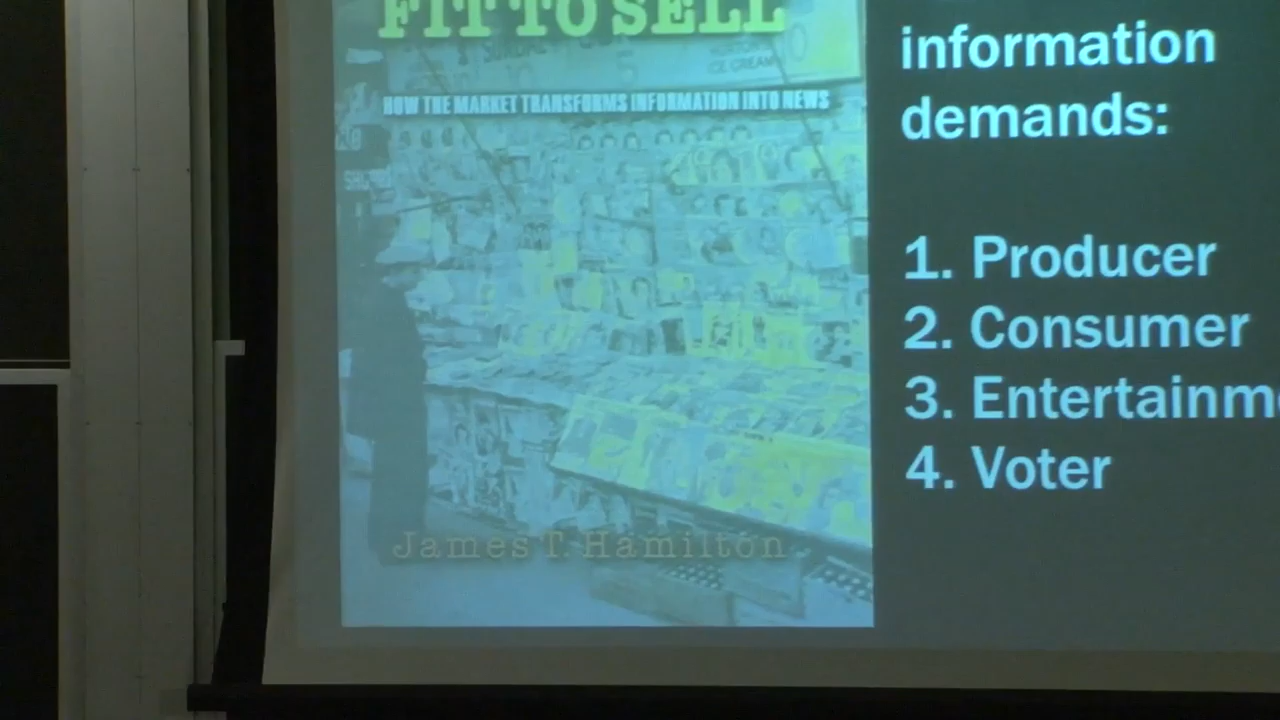 FIT TO SELL
HOW THE MARKET TRANSFORMS INFORMATION INTO NEWS
James T. Hamilton
information
demands:
1. Producer
2. Consumer
3. Entertainm
4. Voter